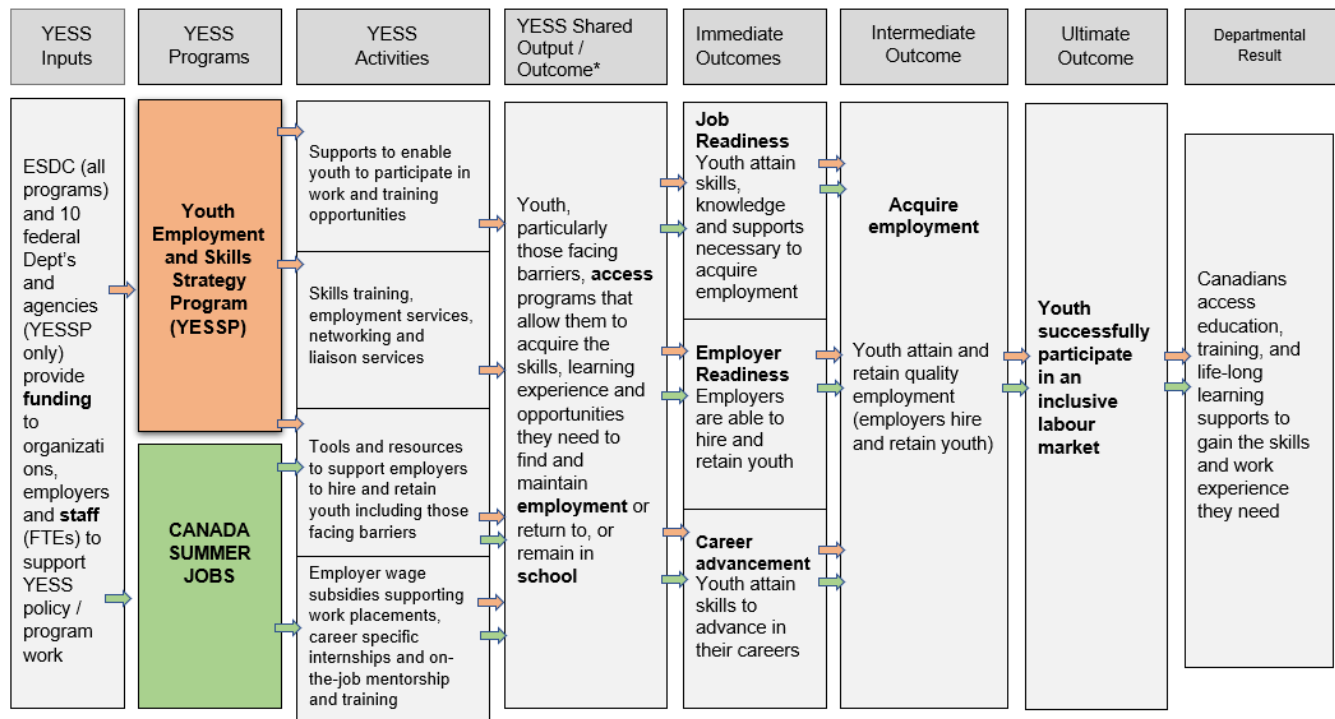 YESS
Inputs
YESS
Programs
YESS
Activities
YESS Shared
Output /
Outcome*
Immediate
Outcomes
Intermediate
Outcome
Ultimate
Outcome
Departmental
Result
ESDC (all
programs)
and 10
federal
Dept's
and
agencies
(YESSP
only)
provide
funding
to
organizati
ons,
employers
and staff
(FTEs) to
support
YESS
policy /
program
work
Youth
Employment
and Skills
Strategy
Program
(YESSP)
CANADA
SUMMER
JOBS
Supports to enable
youth to participate in
work and training
opportunities
Skills training,
employment services,
networking and
liaison services
Tools and resources
to support employers
to hire and retain
youth including those
facing barriers
Employer wage
subsidies supporting
work placements,
career specific
internships and on-
the-job mentorship
and training
Youth,
particularly
those facing
barriers, access
programs that
allow them to
acquire the
skills, learning
experience and
opportunities
they need to
find and
maintain
employment or
return to, or
remain in
school
Job
Readiness
Youth attain
skills,
knowledge
and supports
necessary to
acquire
employment
Employer
Readiness
Employers
are able to
hire and
retain youth
Career
advancement
Youth attain
skills to
advance in
their careers
Acquire
employment
Youth attain and
retain quality
employment
(employers hire
and retain youth)
Youth
successfully
participate
in an
inclusive
labour
market
Canadians
access
education,
training, and
life-long
learning
supports to
gain the skills
and work
experience
they need